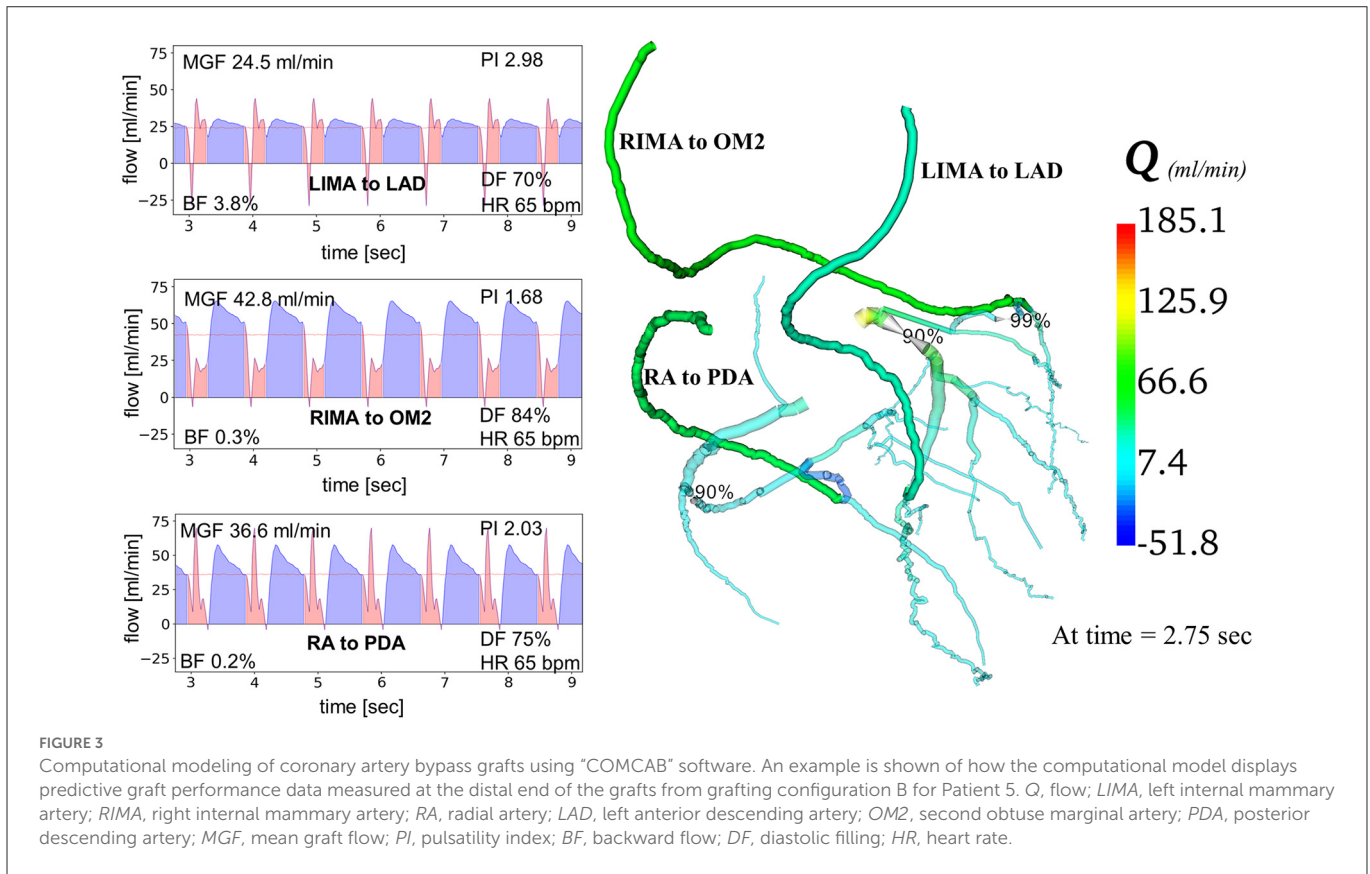 75
50
25
0
−25
flow [ml/min]
MGF 24.5 ml/min
PI 2.98
LIMA to LAD
DF 70%
BF 3.8%
HR 65 bpm
3 4 5 6 7 8 9
time [sec]
75
50
25
0
−25
flow [ml/min]
MGF 42.8 ml/min
PI 1.68
RIMA to OM2
DF 84%
BF 0.3%
HR 65 bpm
3 4 5 6 7 8 9
time [sec]
75
50
25
0
−25
flow [ml/min]
MGF 36.6 ml/min
PI 2.03
RA to PDA
DF 75%
BF 0.2%
HR 65 bpm
3 4 5 6 7 8 9
time [sec]
RIMA to OM2
LIMA to LAD
RA to PDA
90%
99%
90%
Q (ml/min)
185.1
125.9
66.6
7.4
-51.8
At time = 2.75 sec
FIGURE 3
Computational modeling of coronary artery bypass grafts using "COMCAB" software. An example is shown of how the computational model displays
predictive graft performance data measured at the distal end of the grafts from grafting configuration B for Patient 5. Q, flow; LIMA, left internal mammary
artery; RIMA, right internal mammary artery; RA, radial artery; LAD, left anterior descending artery; OM2, second obtuse marginal artery; PDA, posterior
descending artery; MGF, mean graft flow; PI, pulsatility index; BF, backward flow; DF, diastolic filling; HR, heart rate.